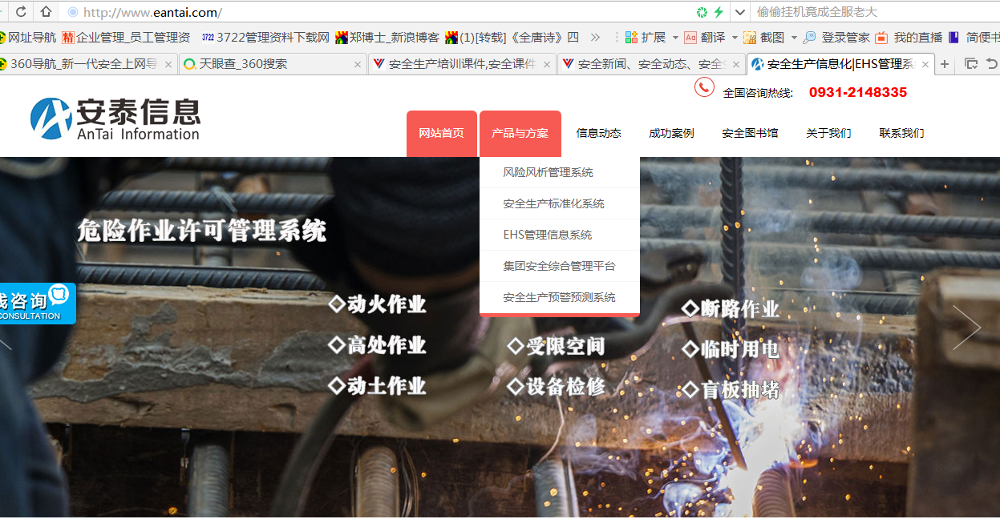 http://www.eantai.com/
偷偷挂机竟成全服老大
网址导航 企业管理_员工管理资 3722管理资料下载网 郑博士_新浪博客 (1)[转载]《全唐诗》四 扩展 翻译 截图 登录管家 我的直播 简便书
360导航_新一代安全上网导 天眼查_360搜索 安全生产培训课件,安全课件 安全新闻、安全动态、安全 安全生产信息化|EHS管理系
全国咨询热线: 0931-2148335
安泰信息
AnTai Information
网站首页 产品与方案 信息动态 成功案例 安全图书馆 关于我们 联系我们
风险风析管理系统
安全生产标准化系统
EHS管理信息系统
集团安全综合管理平台
安全生产预警预测系统
危险作业许可管理系统
线咨询
CONSULTATION
◇动火作业
◇高处作业
◇动土作业
◇受限空间
◇设备检修
◇断路作业
◇临时用电
◇盲板抽堵